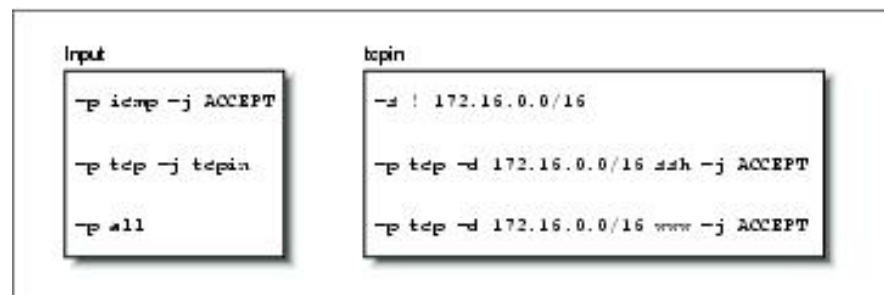 Input
-p icmp -j ACCEPT
-p tcp -j tcpin
-p all
tcpin
-s ! 172.16.0.0/16
-p tcp -d 172.16.0.0/16 ssh -j ACCEPT
-p tcp -d 172.16.0.0/16 www -j ACCEPT